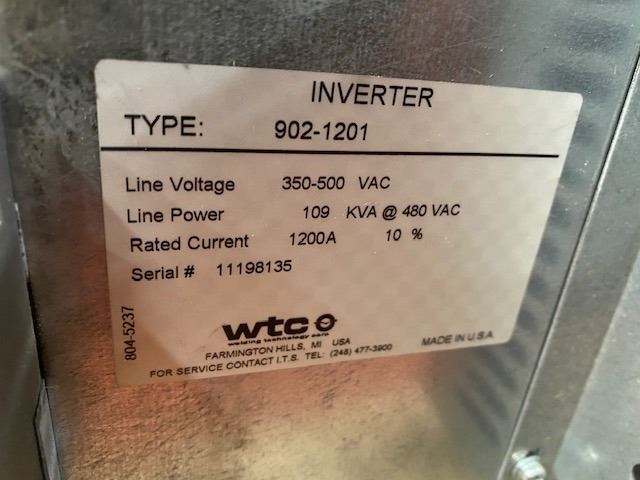 INVERTER
TYPE: 902-1201
Line Voltage 350-500 VAC
Line Power 109 KVA @ 480 VAC
Rated Current 1200A 10 %
Serial # 11198135
804-5237
wtc
welding technology corp.
FARMINGTON HILLS, MI USA
MADE IN U.S.A.
FOR SERVICE CONTACT I.T.S. TEL: (248) 477-3900